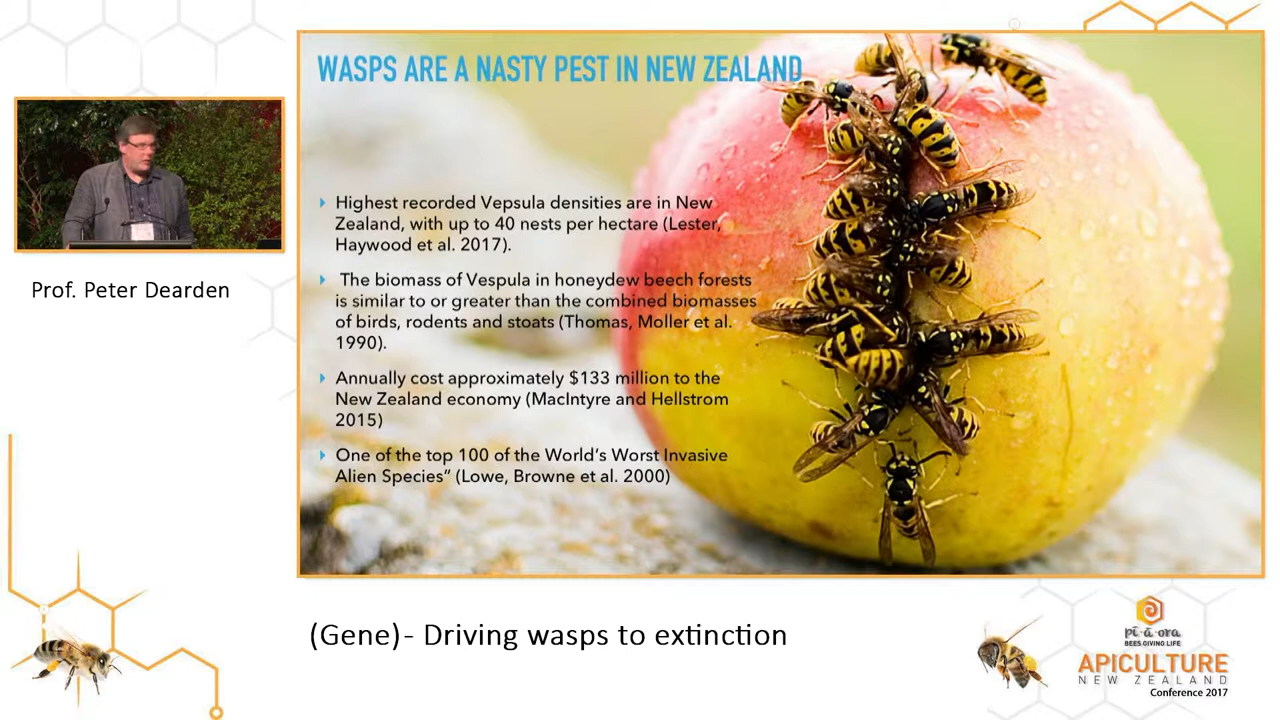 WASPS ARE A NASTY PEST IN NEW ZEALAND
Highest recorded Vepsula densities are in New
Zealand, with up to 40 nests per hectare (Lester,
Haywood et al. 2017).
The biomass of Vespula in honeydew beech forests
is similar to or greater than the combined biomasses
of birds, rodents and stoats (Thomas, Moller et al.
1990).
Annually cost approximately $133 million to the
New Zealand economy (MacIntyre and Hellstrom
2015)
One of the top 100 of the World's Worst Invasive
Alien Species” (Lowe, Browne et al. 2000)
Prof. Peter Dearden
(Gene) - Driving wasps to extinction
pī-ā-ora
BEES GIVING LIFE
APICULTURE
NEW ZEALAND
Conference 2017